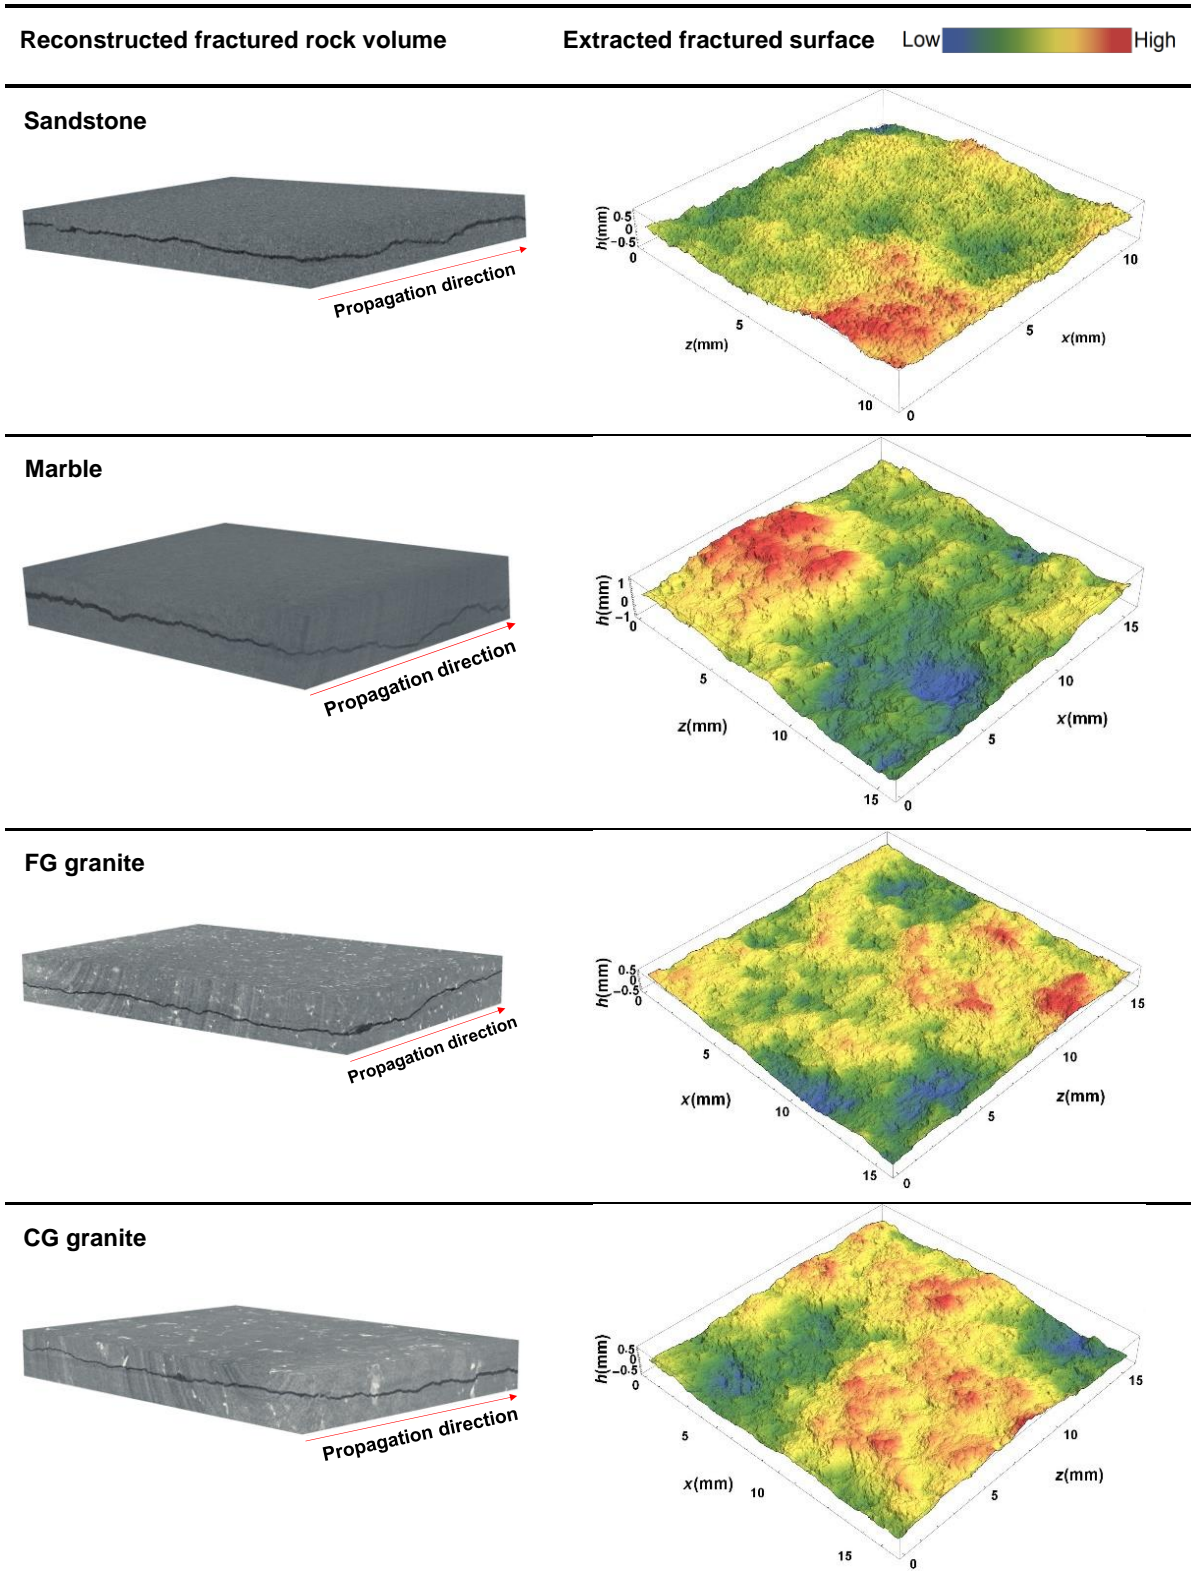 Reconstructed fractured rock volume Extracted fractured surface Low High
Sandstone
Propagation direction
h(mm)
0.5
0
−0.5
0
5
10
z(mm)
0
5
10
x(mm)
Marble
Propagation direction
h(mm)
1
0
−1
0
5
10
15
z(mm)
0
5
10
15
x(mm)
FG granite
Propagation direction
h(mm)
0.5
0
−0.5
0
5
10
15
x(mm)
0
5
10
15
z(mm)
CG granite
Propagation direction
h(mm)
0.5
0
−0.5
0
5
10
15
x(mm)
0
5
10
15
z(mm)